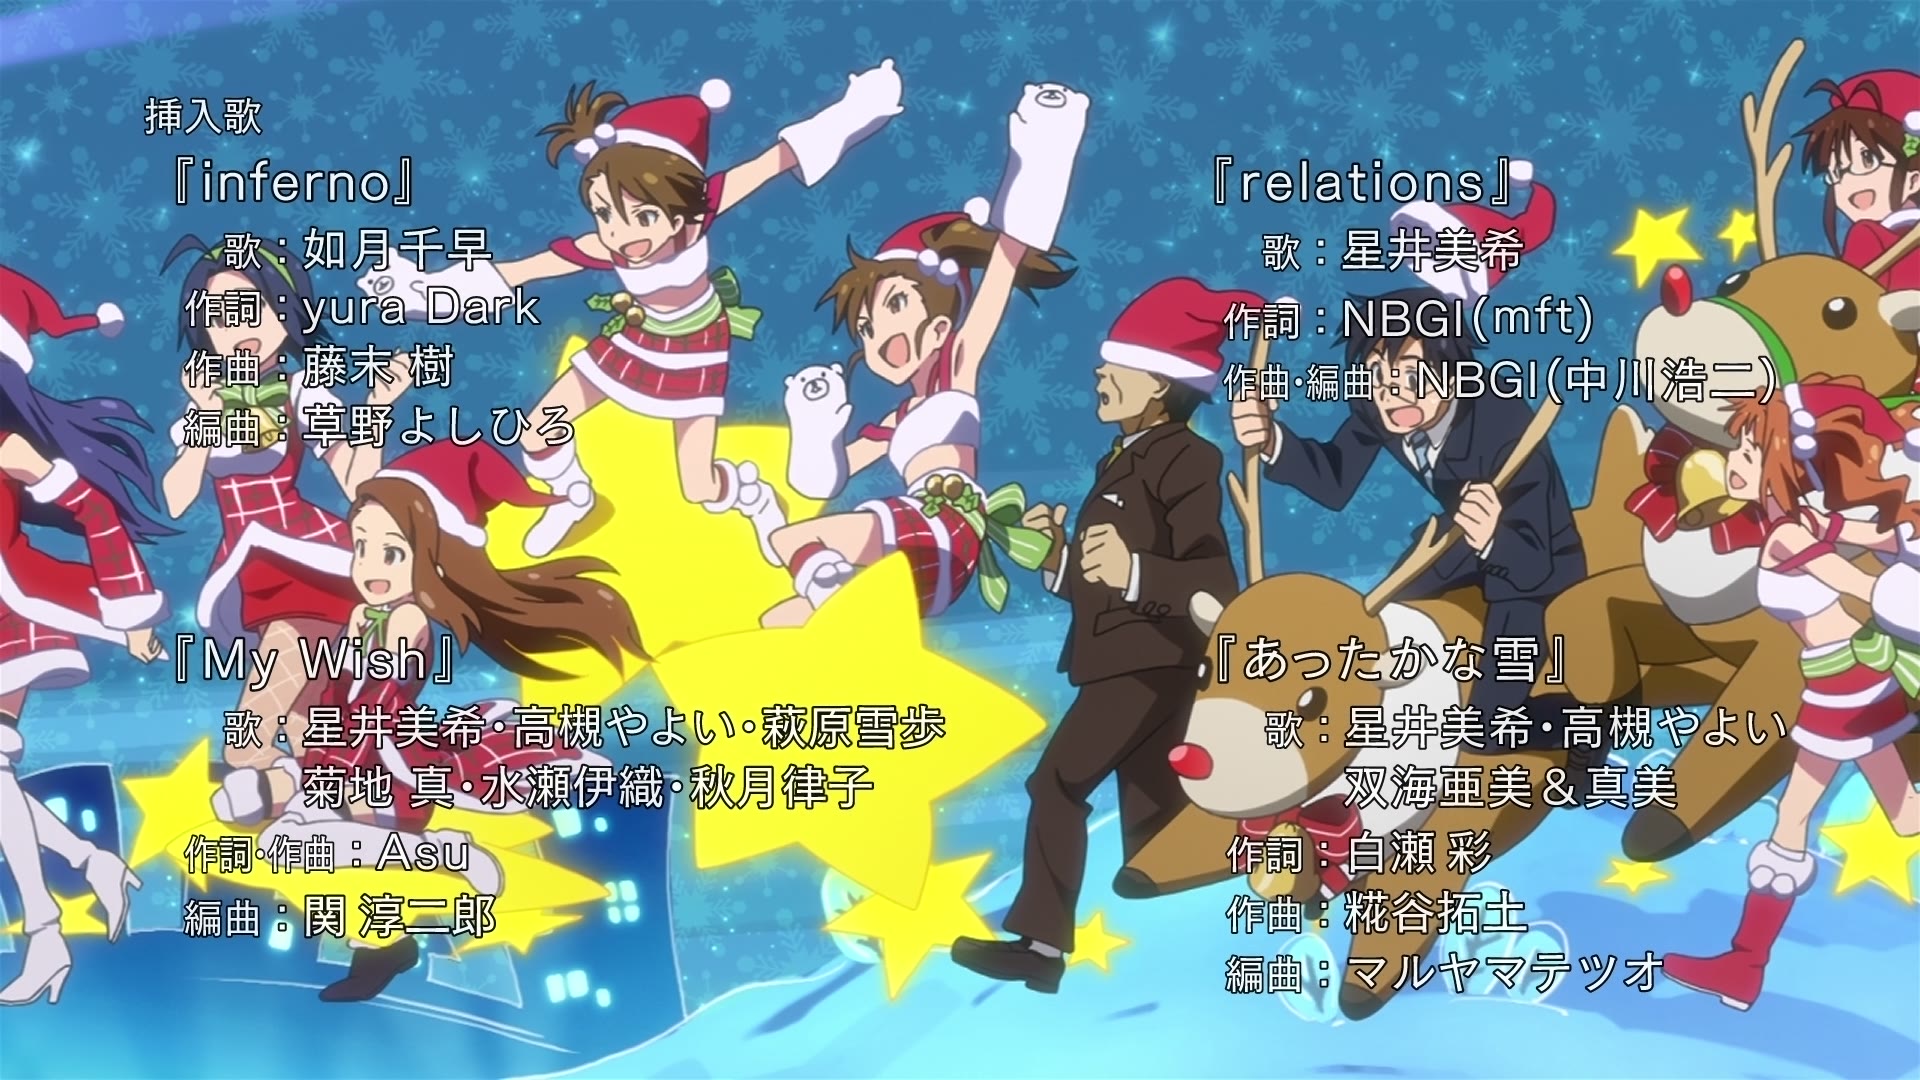 挿入歌
『inferno』
歌：如月千早
作詞：yura Dark
作曲：藤末 樹
編曲：草野よしひろ
『My Wish』
歌：星井美希・高槻やよい・萩原雪歩
菊地 真・水瀬伊織・秋月律子
作詞・作曲：Asu
編曲：関 淳二郎
『relations』
歌：星井美希
作詞：NBGI(mft)
作曲・編曲：NBGI(中川浩二)
『あったかな雪』
歌：星井美希・高槻やよい
双海亜美＆真美
作詞：白瀬 彩
作曲：糀谷拓土
編曲：マルヤマテツオ